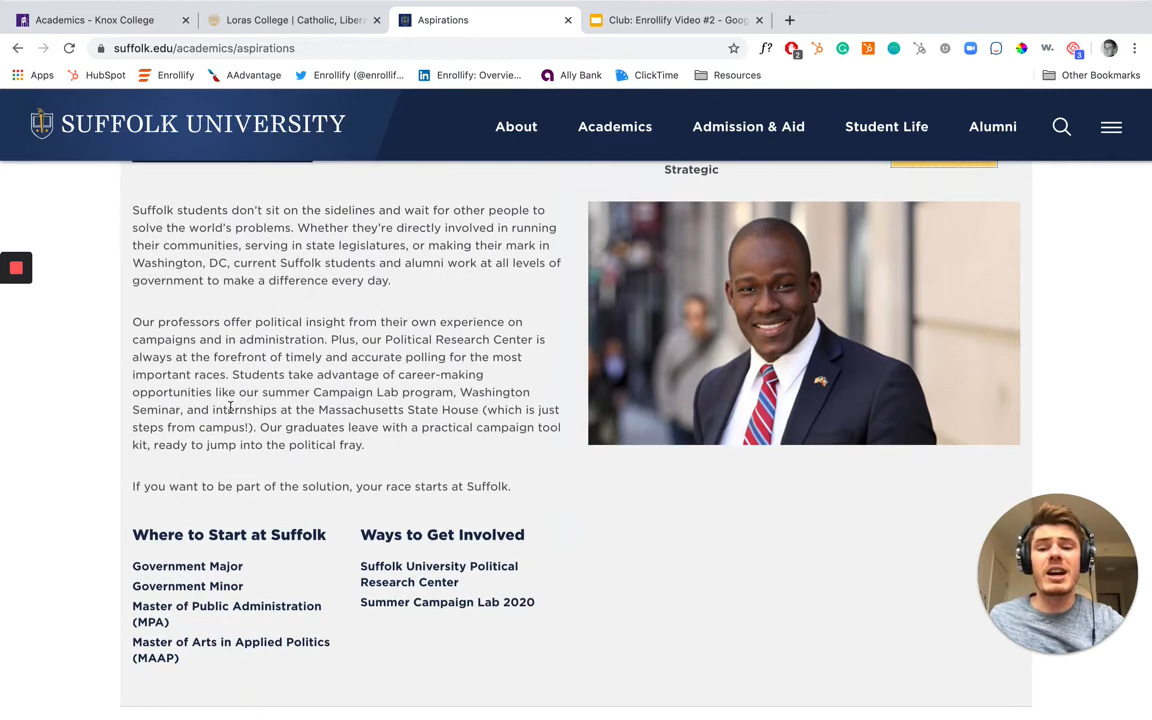 Academics - Knox College
Loras College | Catholic, Libera
Aspirations
Club: Enrollify Video #2 - Goog
suffolk.edu/academics/aspirations
f?
2
W.
3
Apps
HubSpot
Enrollify
AAdvantage
Enrollify (@enrollif...
Enrollify: Overvie...
Ally Bank
ClickTime
Resources
Other Bookmarks
SUFFOLK UNIVERSITY
About
Academics
Admission & Aid
Student Life
Alumni
Strategic
Suffolk students don't sit on the sidelines and wait for other people to
solve the world's problems. Whether they're directly involved in running
their communities, serving in state legislatures, or making their mark in
Washington, DC, current Suffolk students and alumni work at all levels of
government to make a difference every day.
Our professors offer political insight from their own experience on
campaigns and in administration. Plus, our Political Research Center is
always at the forefront of timely and accurate polling for the most
important races. Students take advantage of career-making
opportunities like our summer Campaign Lab program, Washington
Seminar, and internships at the Massachusetts State House (which is just
steps from campus!). Our graduates leave with a practical campaign tool
kit, ready to jump into the political fray.
If you want to be part of the solution, your race starts at Suffolk.
Where to Start at Suffolk
Government Major
Government Minor
Master of Public Administration
(MPA)
Master of Arts in Applied Politics
(MAAP)
Ways to Get Involved
Suffolk University Political
Research Center
Summer Campaign Lab 2020